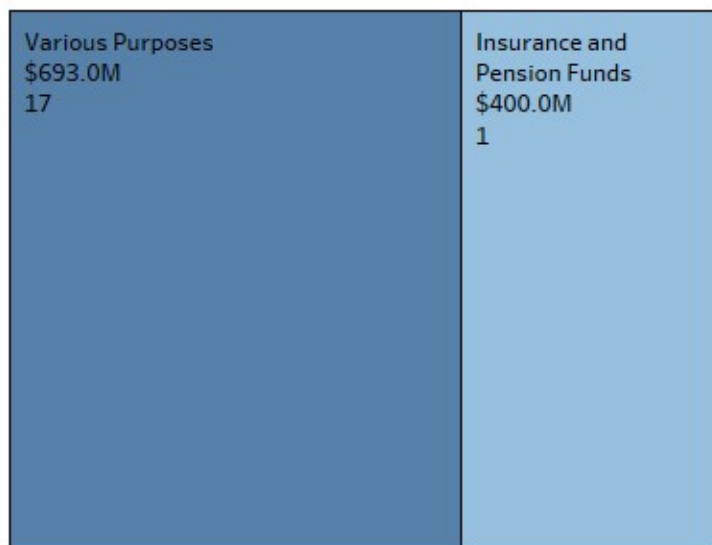 Various Purposes
$693.0M
17
Insurance and
Pension Funds
$400.0M
1